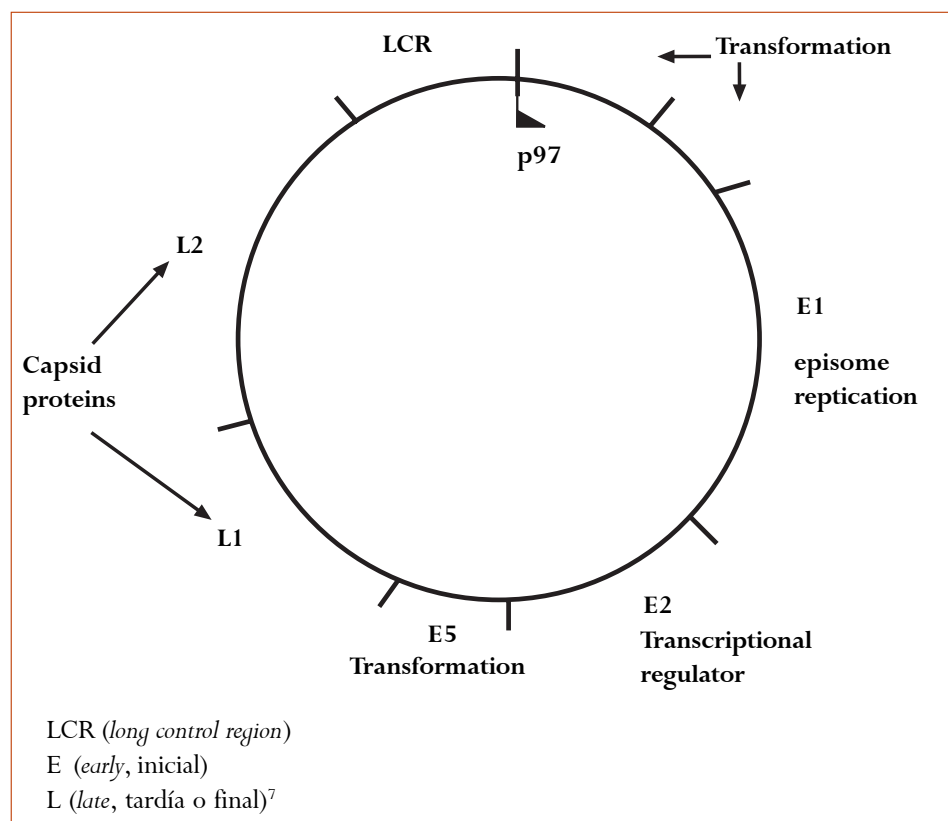 LCR
Transformation
p97
L2
E1
Capsid
proteins
episome
reptication
L1
E2
E5
Transcriptional
Transformation
regulator
LCR (long control region)
E (early, inicial)
L (late, tardía o final)7